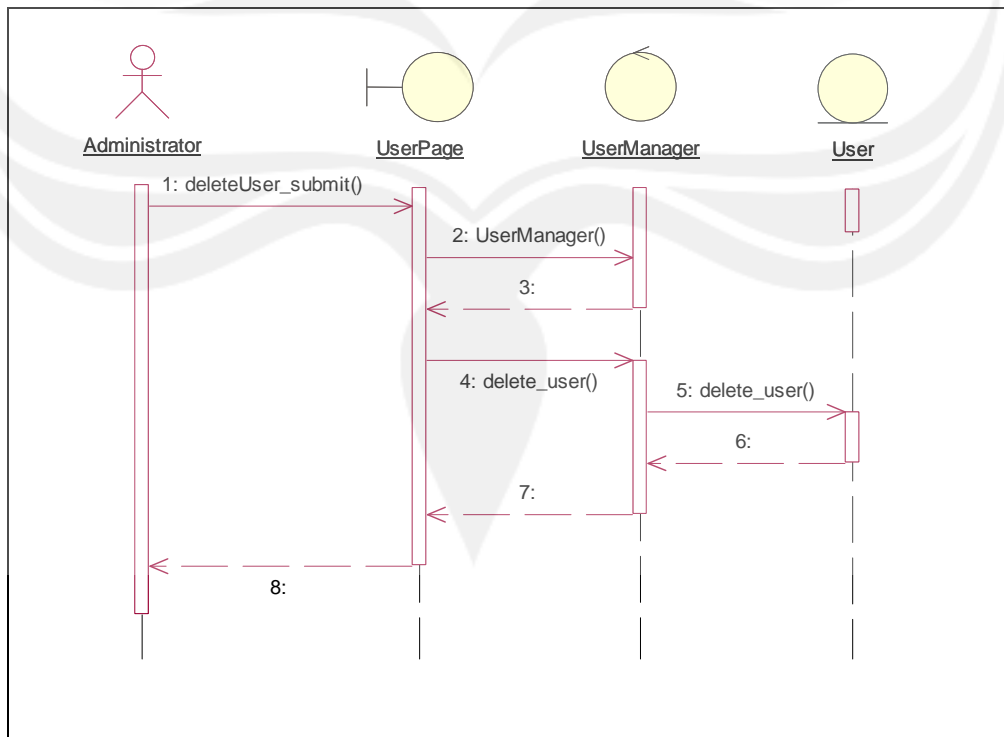 Administrator
UserPage
UserManager
User
1: deleteUser_submit()
2: UserManager()
3:
4: delete_user()
5: delete_user()
6:
7:
8: